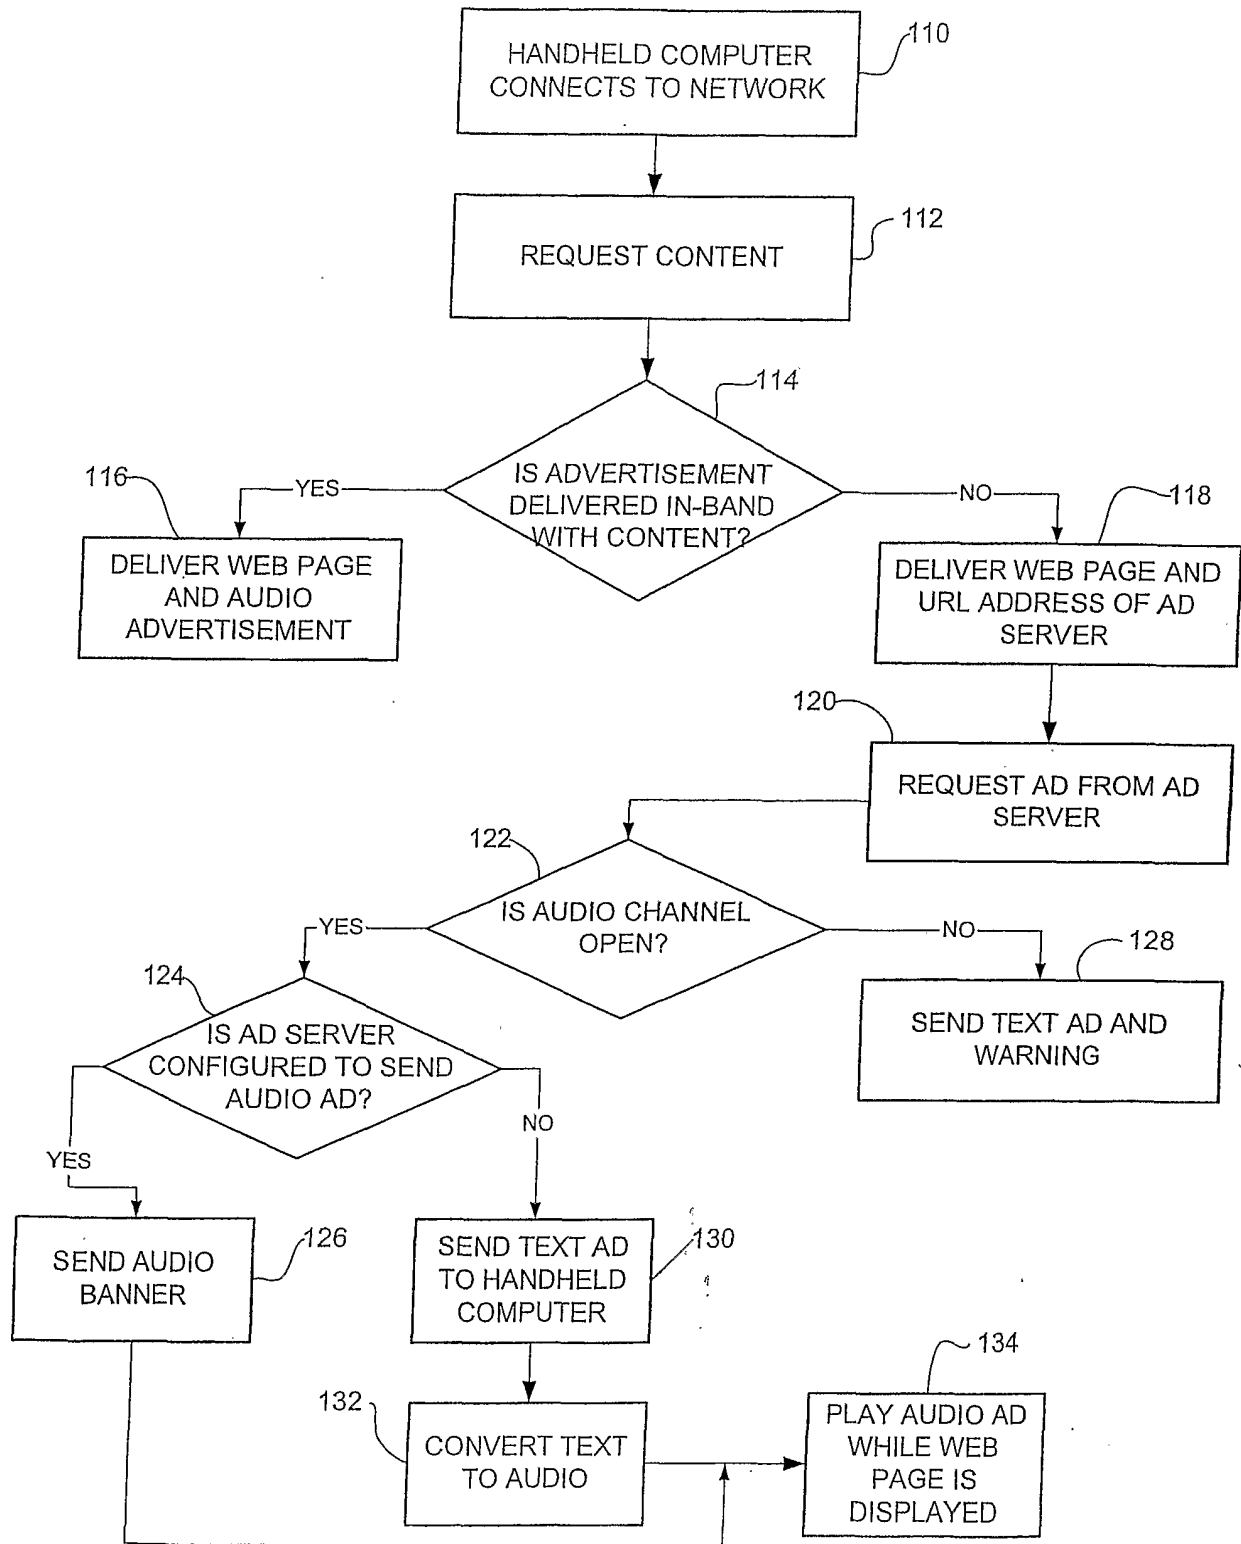 HANDHELD COMPUTER
CONNECTS TO NETWORK
110
REQUEST CONTENT
112
114
IS ADVERTISEMENT
DELIVERED IN-BAND
WITH CONTENT?
YES
NO
116
DELIVER WEB PAGE
AND AUDIO
ADVERTISEMENT
118
DELIVER WEB PAGE AND
URL ADDRESS OF AD
SERVER
120
REQUEST AD FROM AD
SERVER
122
IS AUDIO CHANNEL
OPEN?
YES
NO
124
IS AD SERVER
CONFIGURED TO SEND
AUDIO AD?
128
SEND TEXT AD AND
WARNING
YES
NO
SEND AUDIO
BANNER
126
SEND TEXT AD
TO HANDHELD
COMPUTER
130
132
CONVERT TEXT
TO AUDIO
134
PLAY AUDIO AD
WHILE WEB
PAGE IS
DISPLAYED